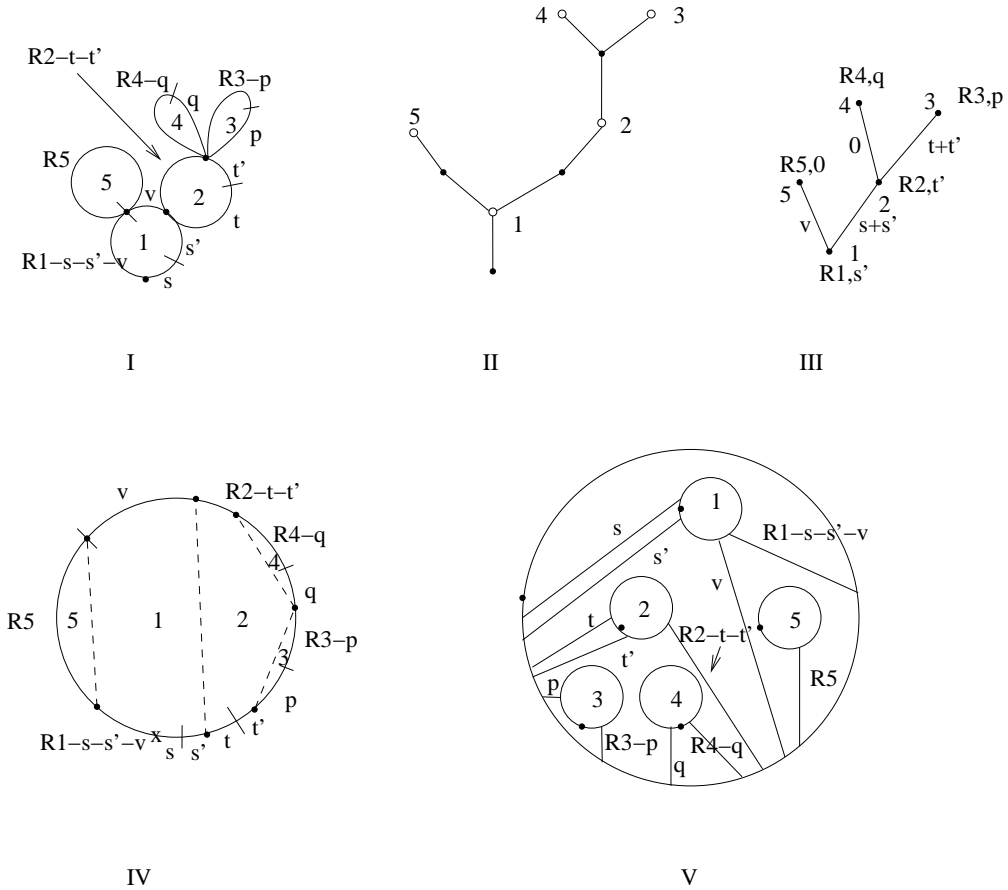 R2−t−t’
R4−q
R3−p
q
4
3
p
R5
5
v
t’
2
t
1
s’
R1−s−s’−v
s
I
4
3
5
2
1
II
R4,q
4
3
R3,p
0
t+t’
R5,0
5
R2,t’
2
v
s+s’
1
R1,s’
III
v
R2−t−t’
R4−q
4
q
R5
5
1
2
R3−p
3
p
R1−s−s’−v
x
s
s’
t
t’
IV
1
s
R1−s−s’−v
s’
v
2
t
R2−t−t’
5
t’
p
3
4
R5
R3−p
R4−q
q
V